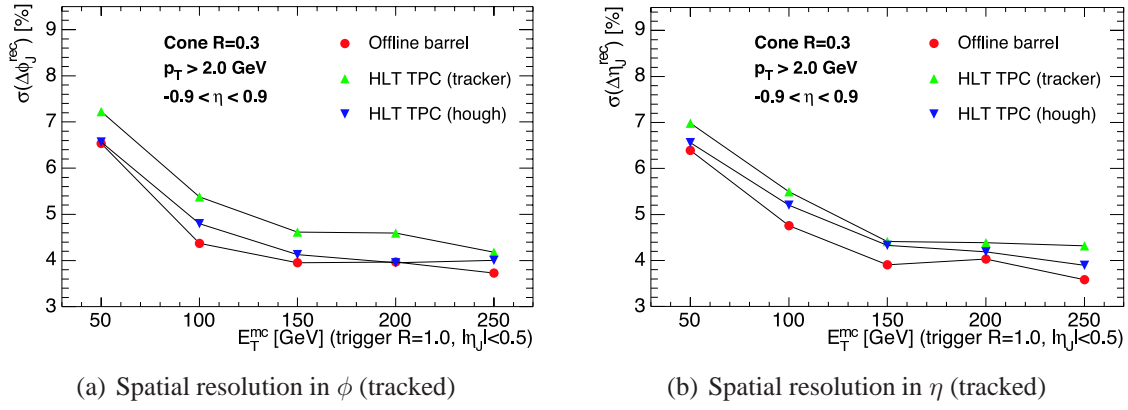 σ(Δφ_J^rec) [%]
9
8
7
6
5
4
3
Cone R=0.3
p_T > 2.0 GeV
-0.9 < η < 0.9
Offline barrel
HLT TPC (tracker)
HLT TPC (hough)
50 100 150 200 250
E_T^mc [GeV] (trigger R=1.0, |η_J|<0.5)
(a) Spatial resolution in φ (tracked)
σ(Δη_J^rec) [%]
9
8
7
6
5
4
3
Cone R=0.3
p_T > 2.0 GeV
-0.9 < η < 0.9
Offline barrel
HLT TPC (tracker)
HLT TPC (hough)
50 100 150 200 250
E_T^mc [GeV] (trigger R=1.0, |η_J|<0.5)
(b) Spatial resolution in η (tracked)